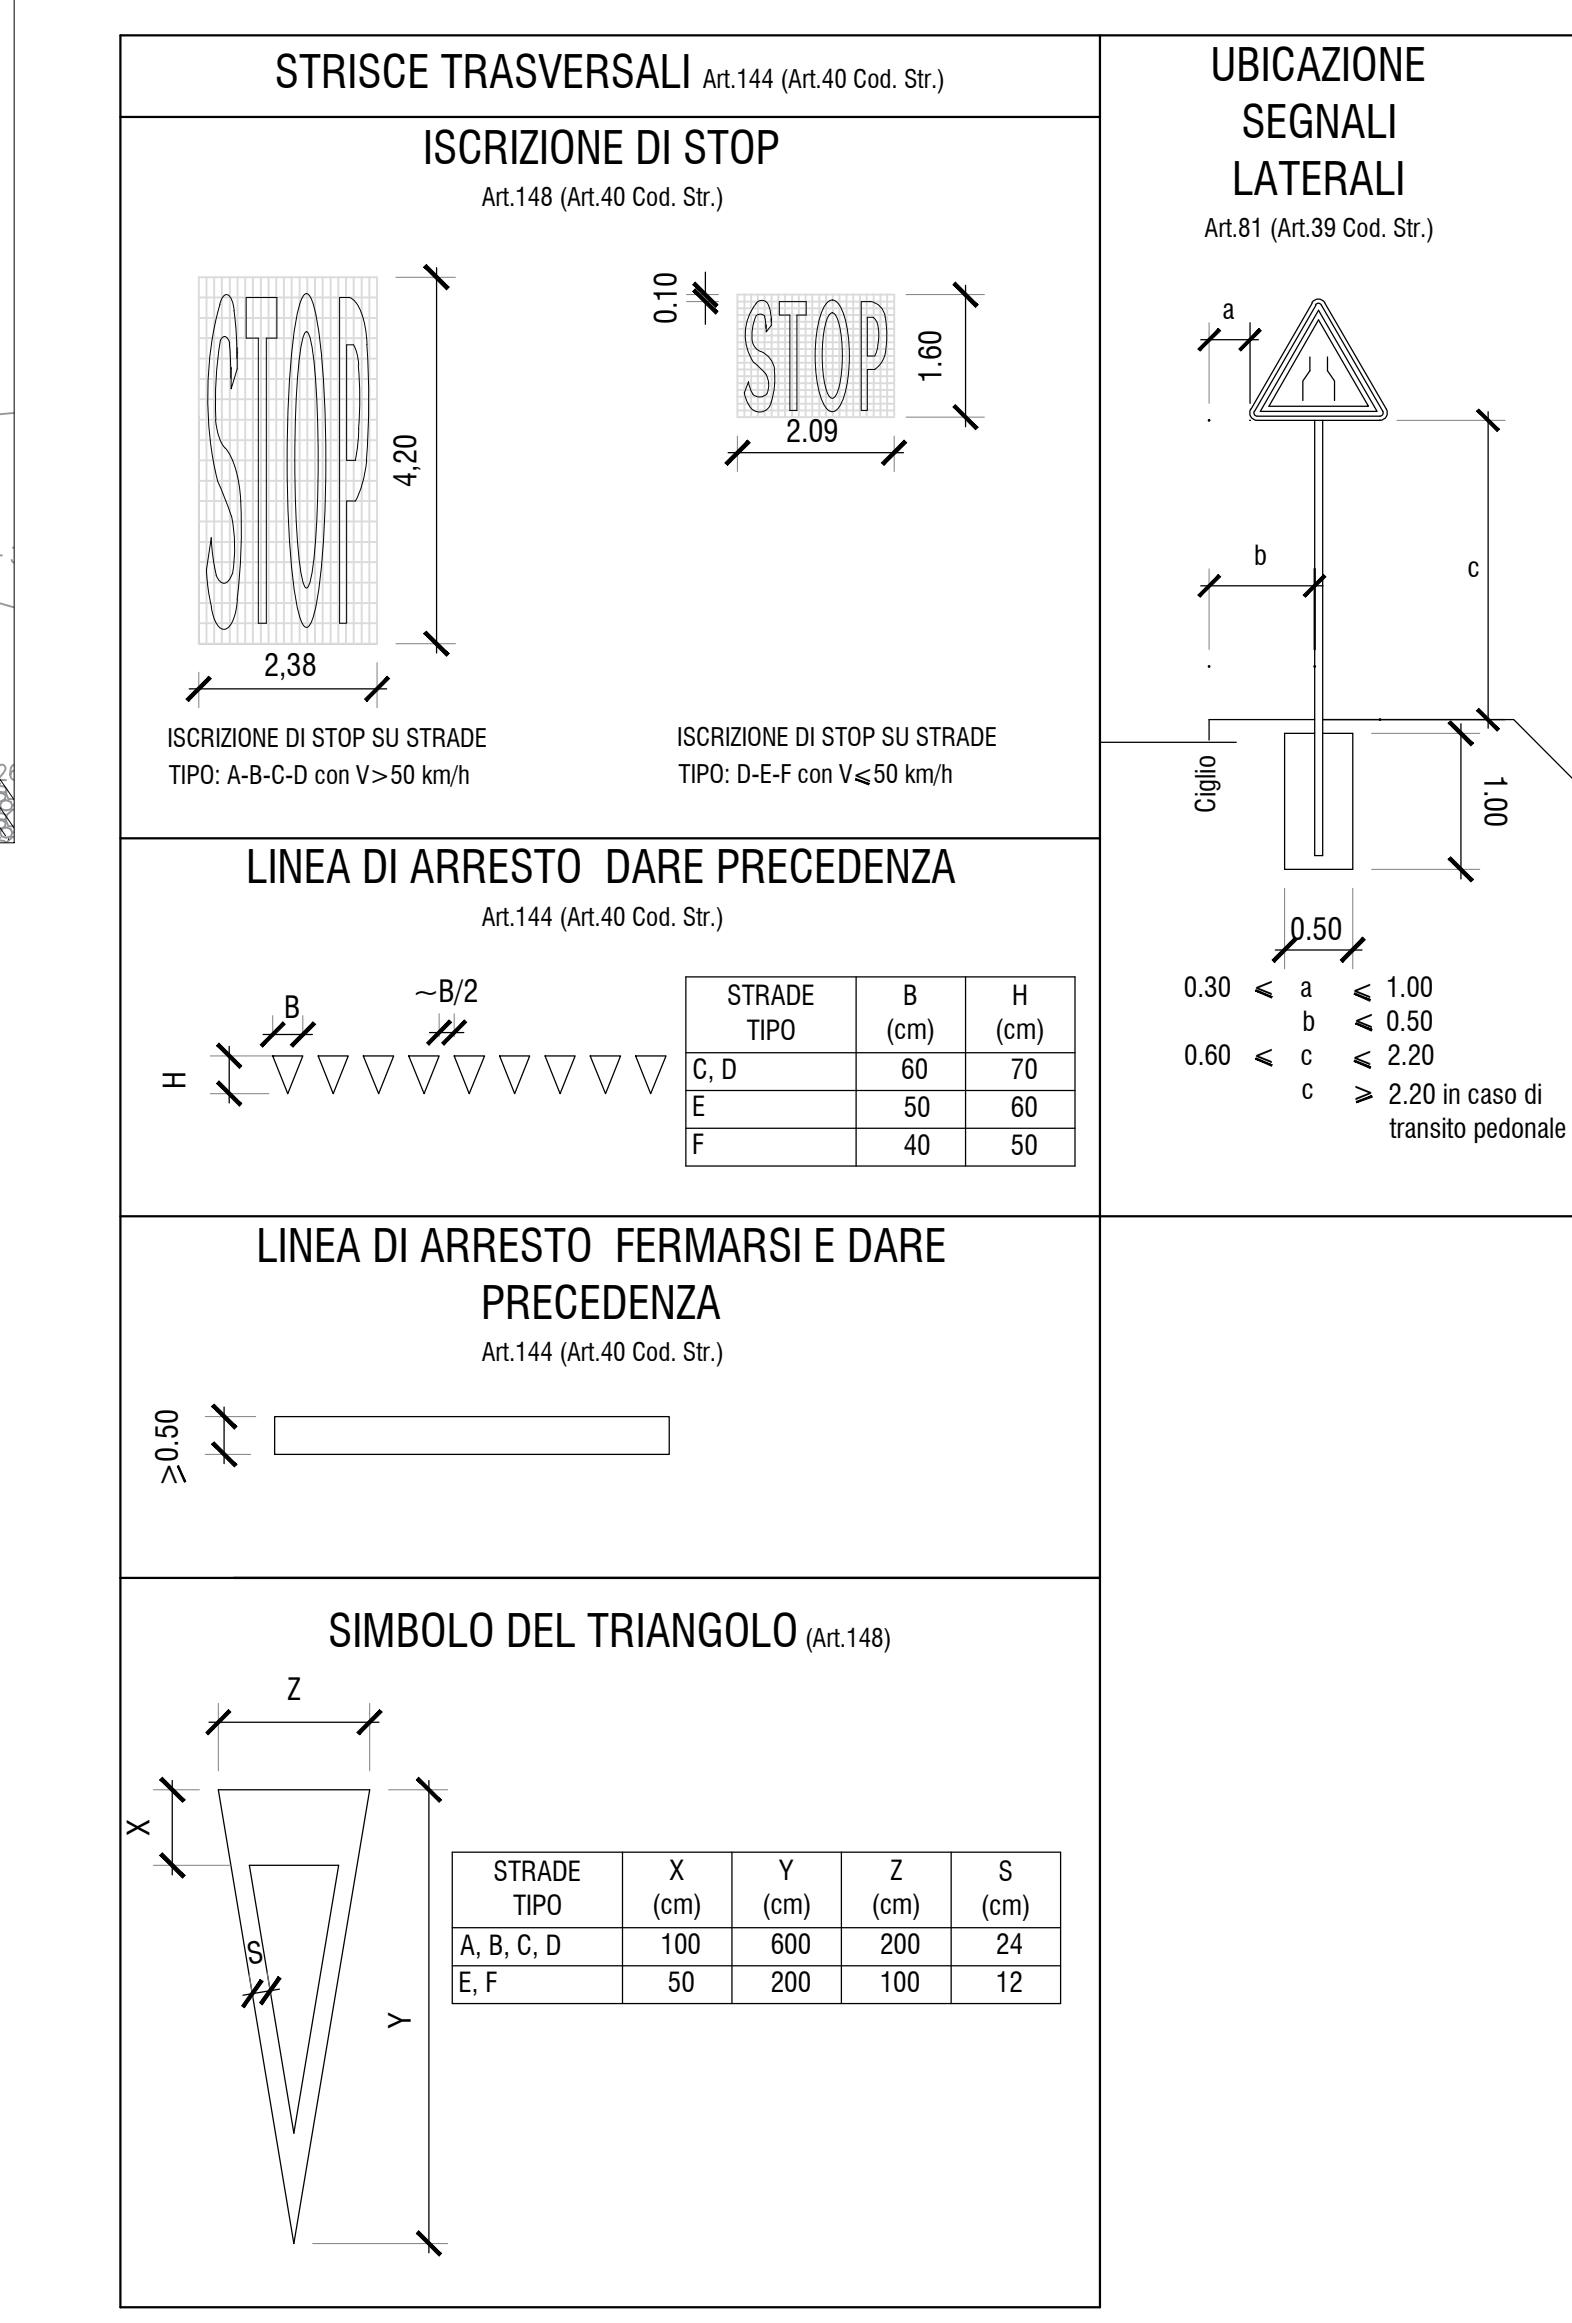 STRISCE TRASVERSALI Art.144 (Art.40 Cod. Str.)
ISCRIZIONE DI STOP
Art.148 (Art.40 Cod. Str.)
STOP
4,20
2,38
ISCRIZIONE DI STOP SU STRADE
TIPO: A-B-C-D con V>50 km/h
0.10
STOP
1.60
2.09
ISCRIZIONE DI STOP SU STRADE
TIPO: D-E-F con V⩽50 km/h
LINEA DI ARRESTO DARE PRECEDENZA
Art.144 (Art.40 Cod. Str.)
B
~B/2
H
STRADE TIPO B (cm) H (cm)
C, D 60 70
E 50 60
F 40 50
LINEA DI ARRESTO FERMARSI E DARE
PRECEDENZA
Art.144 (Art.40 Cod. Str.)
⩾0.50
SIMBOLO DEL TRIANGOLO (Art.148)
Z
X
S
Y
STRADE TIPO X (cm) Y (cm) Z (cm) S (cm)
A, B, C, D 100 600 200 24
E, F 50 200 100 12
UBICAZIONE
SEGNALI
LATERALI
Art.81 (Art.39 Cod. Str.)
a
b
c
Ciglio
1.00
0.50
0.30 ⩽ a ⩽ 1.00
b ⩽ 0.50
0.60 ⩽ c ⩽ 2.20
c ⩾ 2.20 in caso di
transito pedonale